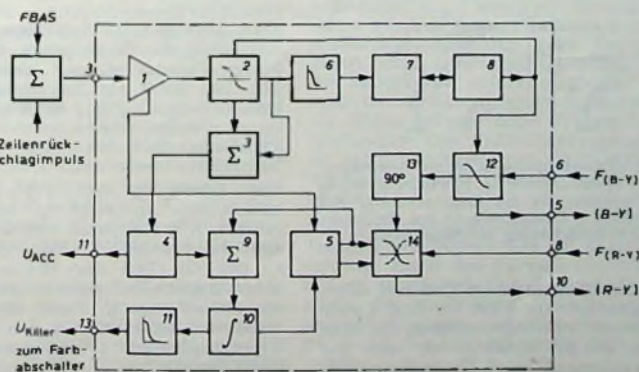 FBAS
Σ
3
1
2
6
7
8
Zeilenrück-
schlagimpuls
Σ 3
90° 13
12
6 F(B-Y)
5 (B-Y)
UACC 11
4
Σ 9
5
14
8 F(R-Y)
10 (R-Y)
UKiller 13
11
∫ 10
zum Farb-
abschalter